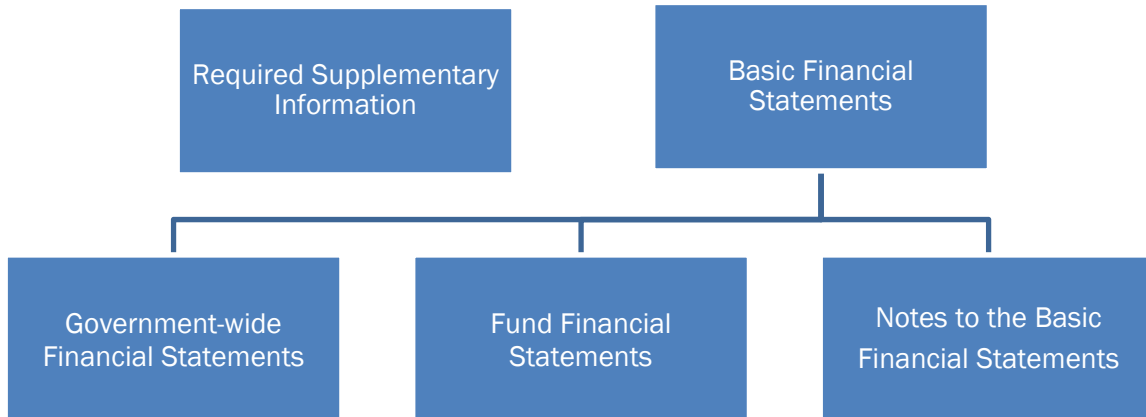 Required Supplementary
Information
Basic Financial
Statements
Government-wide
Financial Statements
Fund Financial
Statements
Notes to the Basic
Financial Statements